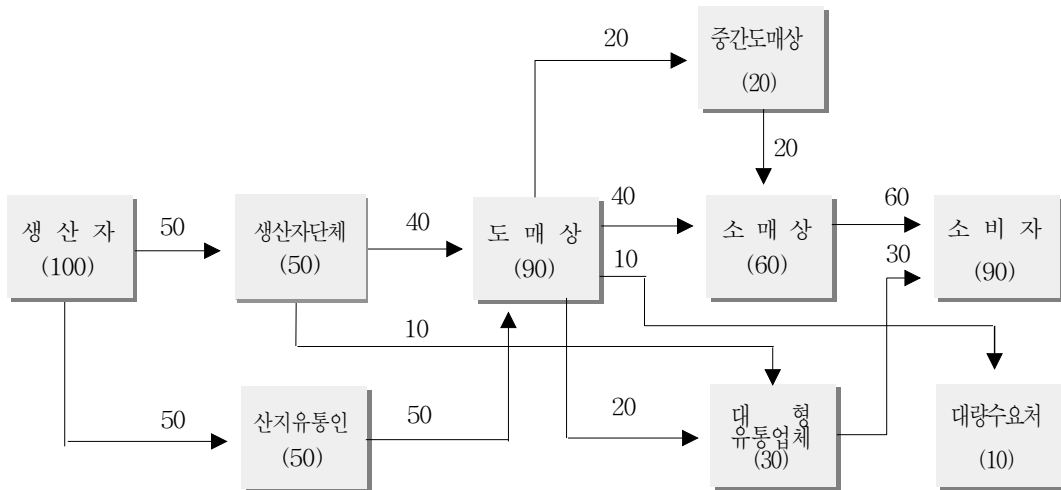 20
중간도매상
(20)
20
생 산 자
(100)
50
생산자단체
(50)
40
도 매 상
(90)
40
10
소 매 상
(60)
60
30
소 비 자
(90)
10
50
산지유통인
(50)
50
20
대 형
유통업체
(30)
대량수요처
(10)